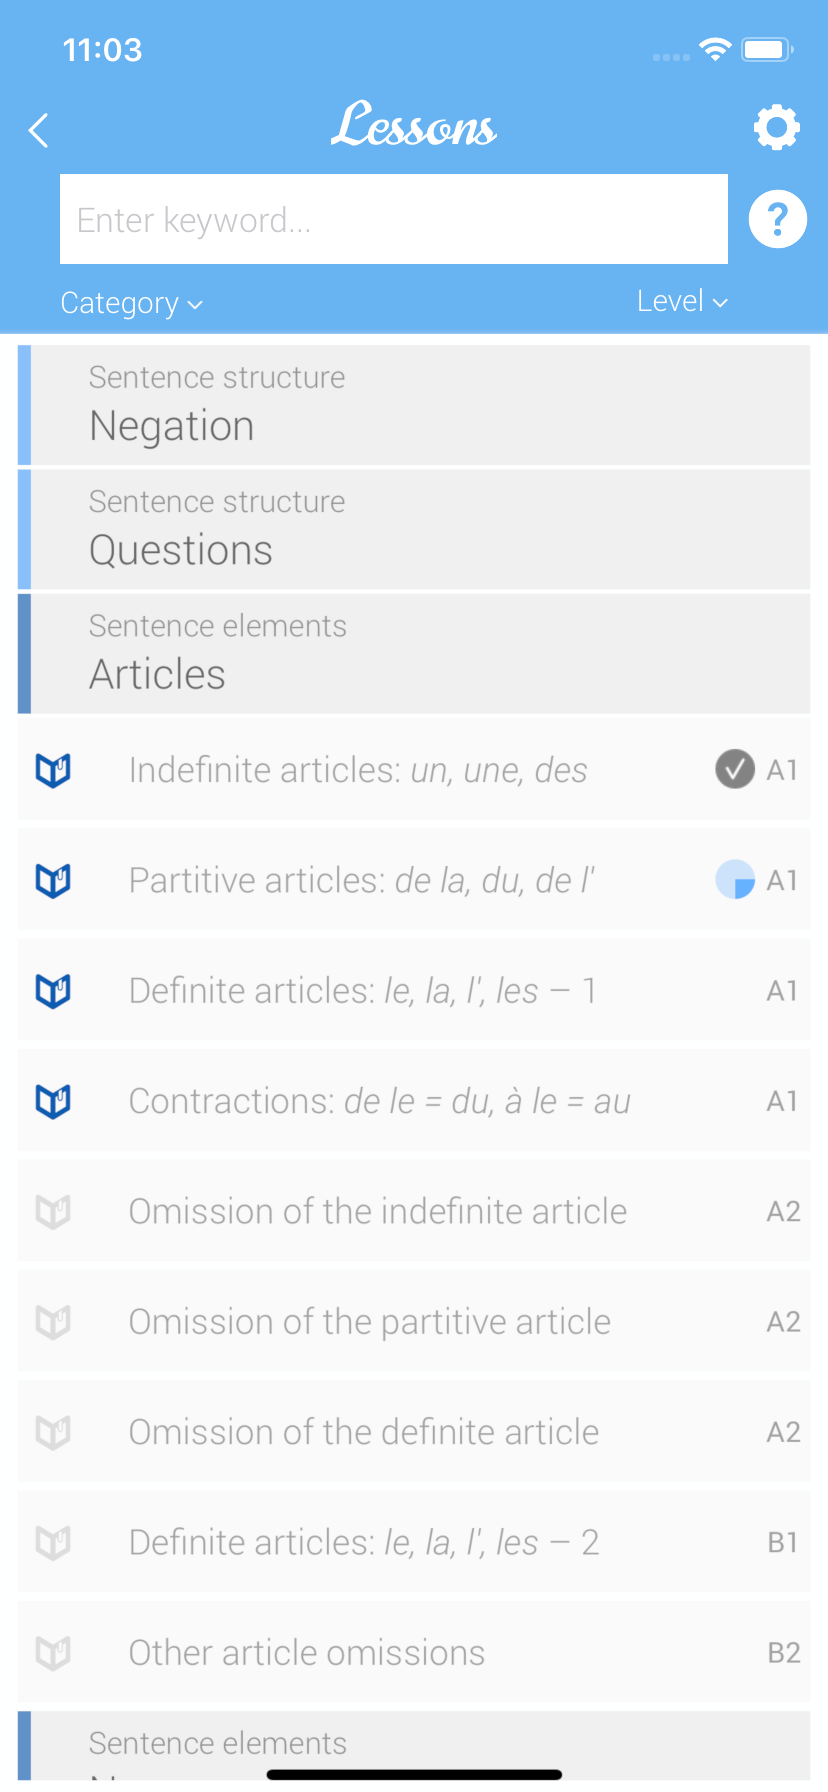 11:03
Lessons
Enter keyword...
?
Category
Level
Sentence structure
Negation
Sentence structure
Questions
Sentence elements
Articles
Indefinite articles: un, une, des A1
Partitive articles: de la, du, de l' A1
Definite articles: le, la, l', les – 1 A1
Contractions: de le = du, à le = au A1
Omission of the indefinite article A2
Omission of the partitive article A2
Omission of the definite article A2
Definite articles: le, la, l', les – 2 B1
Other article omissions B2
Sentence elements